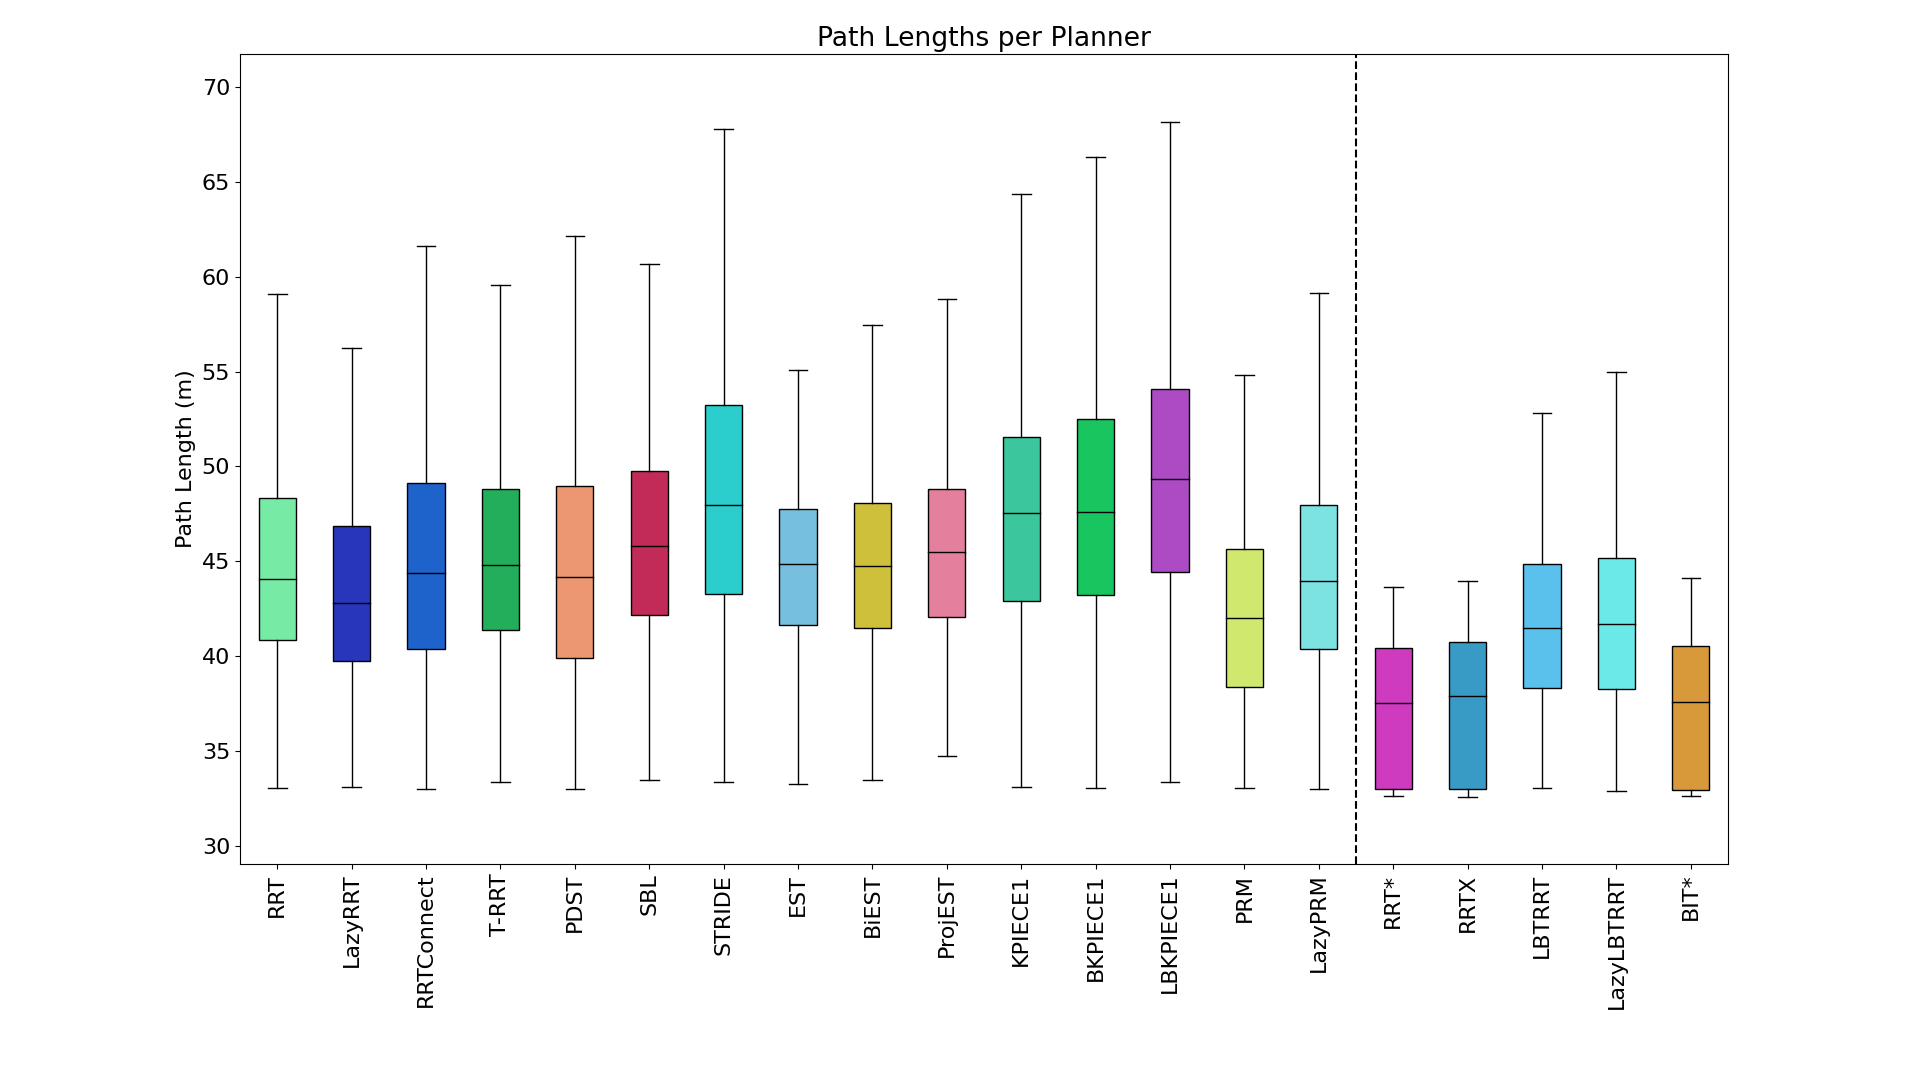 Path Lengths per Planner
Path Length (m)
70
65
60
55
50
45
40
35
30
RRT
LazyRRT
RRTConnect
T-RRT
PDST
SBL
STRIDE
EST
BiEST
ProjEST
KPIECE1
BKPIECE1
LBKPIECE1
PRM
LazyPRM
RRT*
RRTX
LBTRRT
LazyLBTRRT
BIT*